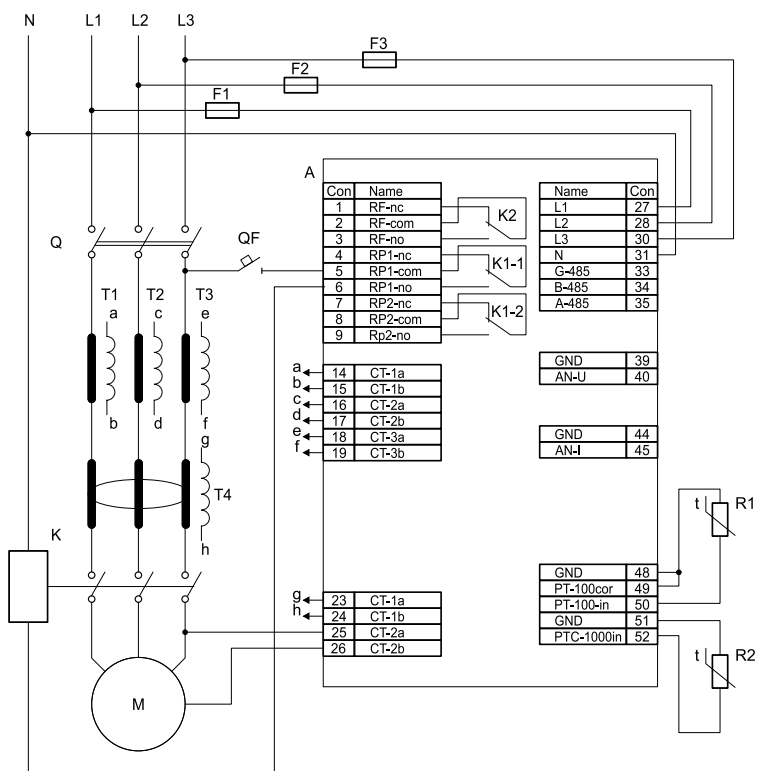 N L1 L2 L3
F3
F2
F1
A
Con Name
1 RF-nc
2 RF-com
3 RF-no
4 RP1-nc
5 RP1-com
6 RP1-no
7 RP2-nc
8 RP2-com
9 Rp2-no
K2
K1-1
K1-2
Name Con
L1 27
L2 28
L3 30
N 31
G-485 33
B-485 34
A-485 35
Q
QF
T1 T2 T3
a c e
b d f
g
T4
h
K
M
a 14 CT-1a
b 15 CT-1b
c 16 CT-2a
d 17 CT-2b
e 18 CT-3a
f 19 CT-3b
GND 39
AN-U 40
GND 44
AN-I 45
g 23 CT-1a
h 24 CT-1b
25 CT-2a
26 CT-2b
GND 48
PT-100cor 49
PT-100-in 50
GND 51
PTC-1000in 52
t R1
t R2